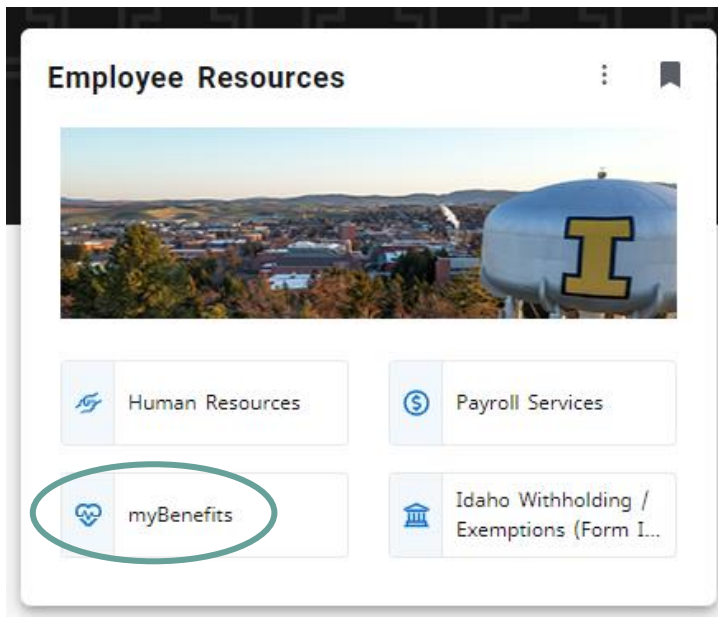 Employee Resources
I
Human Resources
Payroll Services
myBenefits
Idaho Withholding /
Exemptions (Form I...